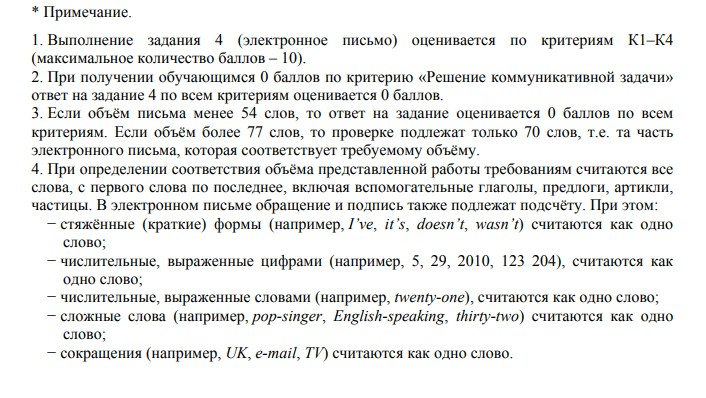 * Примечание.
1. Выполнение задания 4 (электронное письмо) оценивается по критериям К1–К4
(максимальное количество баллов – 10).
2. При получении обучающимся 0 баллов по критерию «Решение коммуникативной задачи»
ответ на задание 4 по всем критериям оценивается 0 баллов.
3. Если объём письма менее 54 слов, то ответ на задание оценивается 0 баллов по всем
критериям. Если объём более 77 слов, то проверке подлежат только 70 слов, т.е. та часть
электронного письма, которая соответствует требуемому объёму.
4. При определении соответствия объёма представленной работы требованиям считаются все
слова, с первого слова по последнее, включая вспомогательные глаголы, предлоги, артикли,
частицы. В электронном письме обращение и подпись также подлежат подсчёту. При этом:
− стяжённые (краткие) формы (например, I’ve, it’s, doesn’t, wasn’t) считаются как одно
слово;
− числительные, выраженные цифрами (например, 5, 29, 2010, 123 204), считаются как
одно слово;
− числительные, выраженные словами (например, twenty-one), считаются как одно слово;
− сложные слова (например, pop-singer, English-speaking, thirty-two) считаются как одно
слово;
− сокращения (например, UK, e-mail, TV) считаются как одно слово.